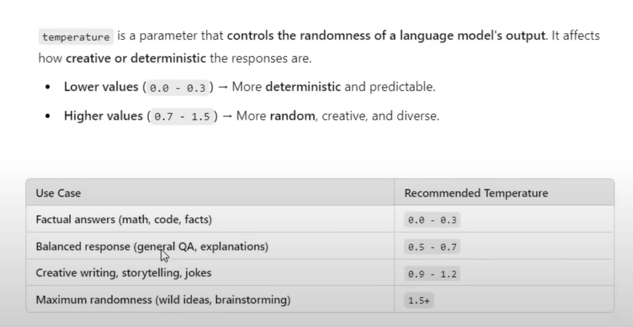 temperature is a parameter that controls the randomness of a language model's output. It affects
how creative or deterministic the responses are.
• Lower values ( 0.0 - 0.3 ) → More deterministic and predictable.
• Higher values ( 0.7 - 1.5 ) → More random, creative, and diverse.
Use Case Recommended Temperature
Factual answers (math, code, facts) 0.0 - 0.3
Balanced response (general QA, explanations) 0.5 - 0.7
Creative writing, storytelling, jokes 0.9 - 1.2
Maximum randomness (wild ideas, brainstorming) 1.5+